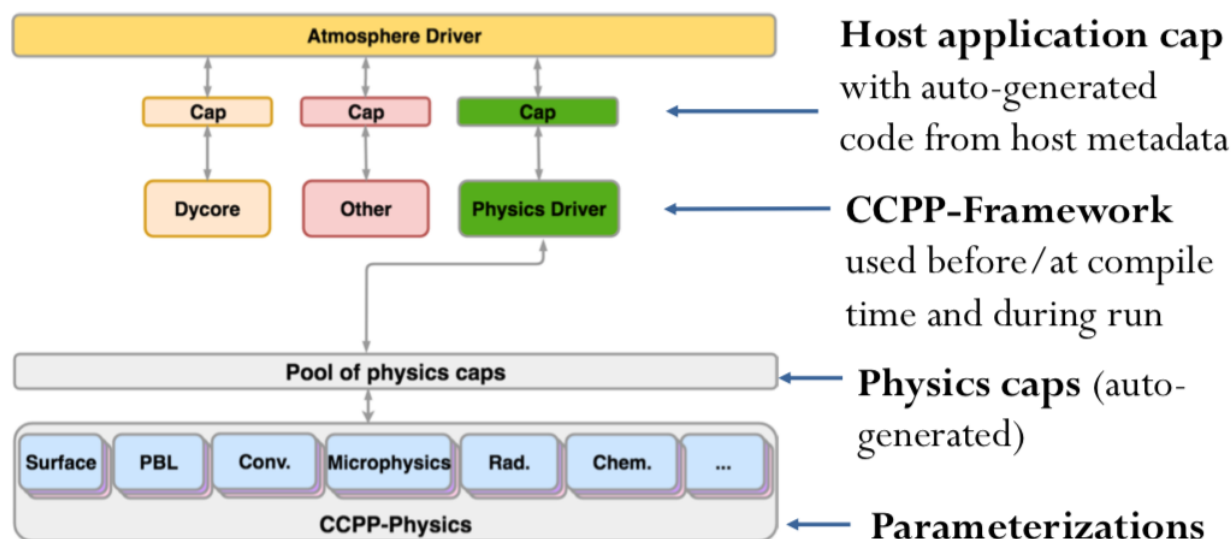 Atmosphere Driver
Cap
Cap
Cap
Dycore
Other
Physics Driver
Pool of physics caps
Surface
PBL
Conv.
Microphysics
Rad.
Chem.
...
CCPP-Physics
Host application cap
with auto-generated
code from host metadata
CCPP-Framework
used before/at compile
time and during run
Physics caps (auto-
generated)
Parameterizations